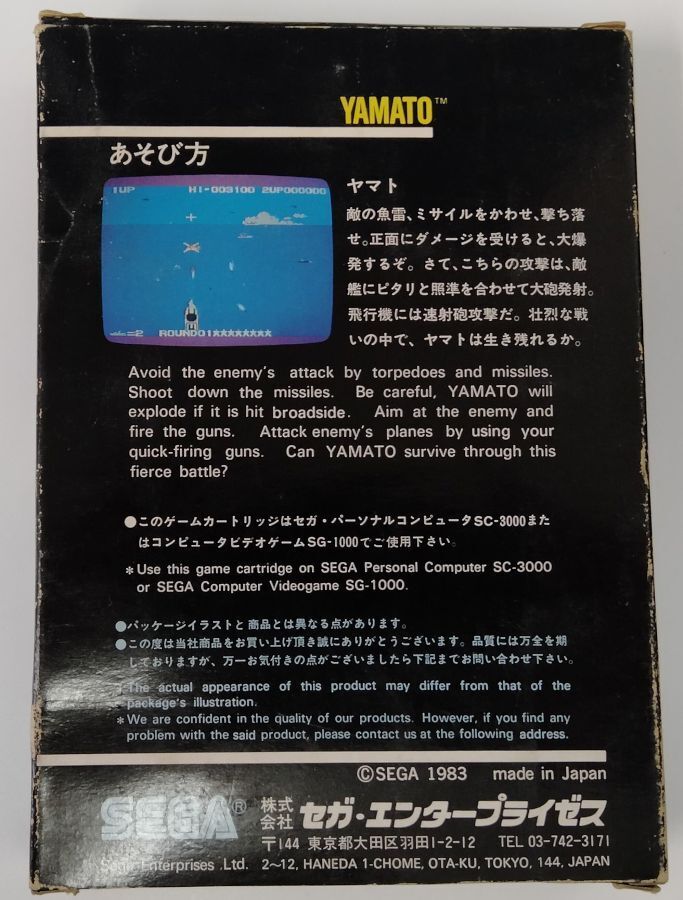 YAMATO™
あそび方
1UP HI-003100 2UP000000
=2 ROUND01★★★★★★★★
ヤマト
敵の魚雷、ミサイルをかわせ、撃ち落
せ。正面にダメージを受けると、大爆
発するぞ。さて、こちらの攻撃は、敵
艦にピタリと照準を合わせて大砲発射。
飛行機には速射砲攻撃だ。壮烈な戦
いの中で、ヤマトは生き残れるか。
Avoid the enemy's attack by torpedoes and missiles.
Shoot down the missiles. Be careful, YAMATO will
explode if it is hit broadside. Aim at the enemy and
fire the guns. Attack enemy's planes by using your
quick-firing guns. Can YAMATO survive through this
fierce battle?
●このゲームカートリッジはセガ・パーソナルコンピュータSC-3000また
はコンピュータビデオゲームSG-1000でご使用下さい。
*Use this game cartridge on SEGA Personal Computer SC-3000
or SEGA Computer Videogame SG-1000.
●パッケージイラストと商品とは異なる点があります。
●この度は当社商品をお買い上げ頂き誠にありがとうございます。品質には万全を期
しておりますが、万一お気付きの点がございましたら下記までお問い合わせ下さい。
*The actual appearance of this product may differ from that of the
package's illustration.
*We are confident in the quality of our products. However, if you find any
problem with the said product, please contact us at the following address.
©SEGA 1983 made in Japan
SEGA® 株式会社 セガ・エンタープライゼス
〒144 東京都大田区羽田1-2-12 TEL 03-742-3171
Sega Enterprises Ltd. 2~12, HANEDA 1-CHOME, OTA-KU, TOKYO, 144, JAPAN